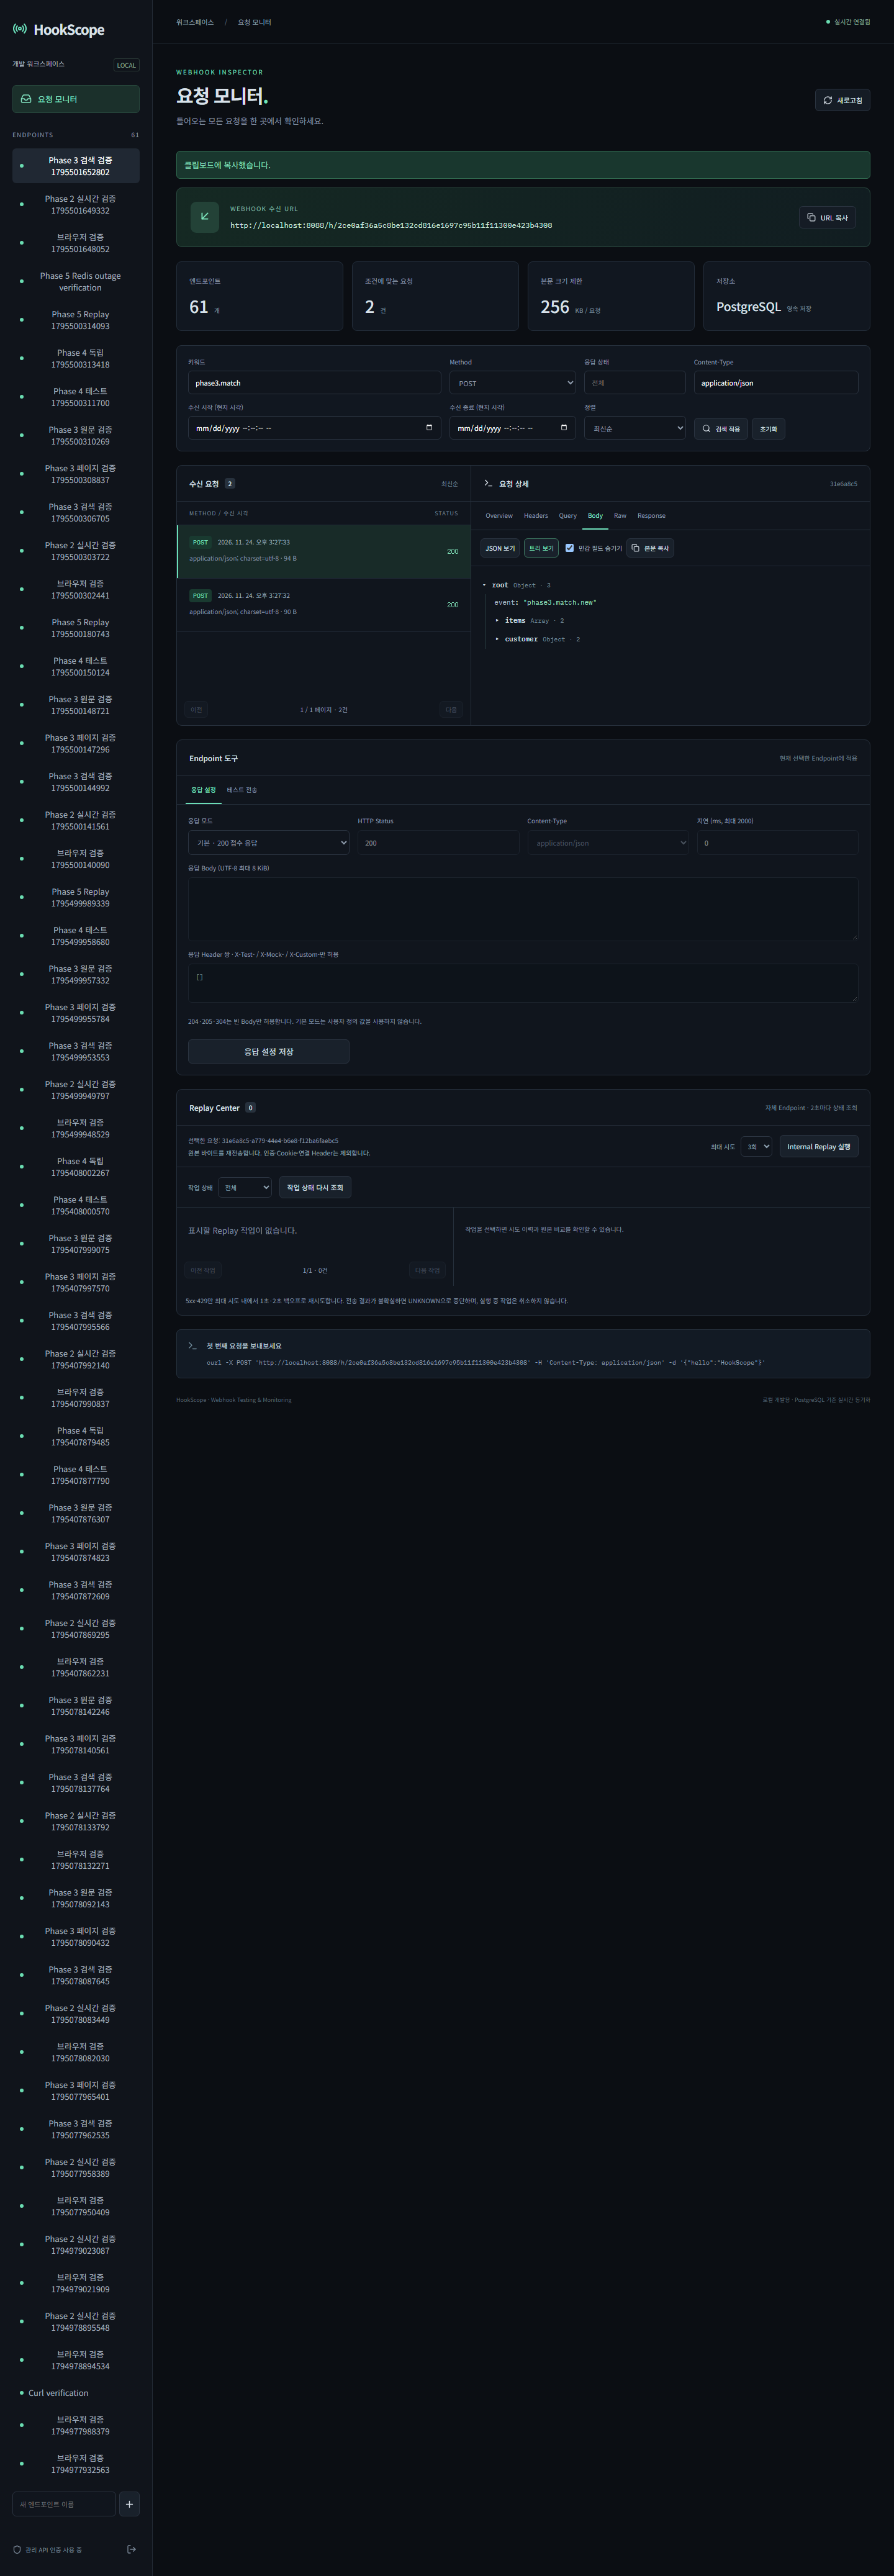 HookScope
개발 워크스페이스
LOCAL
요청 모니터
ENDPOINTS 61
Phase 3 검색 검증
1795501652802
Phase 2 실시간 검증
1795501649332
브라우저 검증
1795501648052
Phase 5 Redis outage
verification
Phase 5 Replay
1795500314093
Phase 4 독립
1795500313418
Phase 4 테스트
1795500311700
Phase 3 원문 검증
1795500310269
Phase 3 페이지 검증
1795500308837
Phase 3 검색 검증
1795500306705
Phase 2 실시간 검증
1795500303722
브라우저 검증
1795500302441
Phase 5 Replay
1795500180743
Phase 4 테스트
1795500150124
Phase 3 원문 검증
1795500148721
Phase 3 페이지 검증
1795500147296
Phase 3 검색 검증
1795500144992
Phase 2 실시간 검증
1795500141561
브라우저 검증
1795500140090
Phase 5 Replay
1795499989339
Phase 4 테스트
1795499958680
Phase 3 원문 검증
1795499957332
Phase 3 페이지 검증
1795499955784
Phase 3 검색 검증
1795499953553
Phase 2 실시간 검증
1795499949797
브라우저 검증
1795499948529
Phase 4 독립
1795408002267
Phase 4 테스트
1795408000570
Phase 3 원문 검증
1795407999075
Phase 3 페이지 검증
1795407997570
Phase 3 검색 검증
1795407995566
Phase 2 실시간 검증
1795407992140
브라우저 검증
1795407990837
Phase 4 독립
1795407879485
Phase 4 테스트
1795407877790
Phase 3 원문 검증
1795407876307
Phase 3 페이지 검증
1795407874823
Phase 3 검색 검증
1795407872609
Phase 2 실시간 검증
1795407869295
브라우저 검증
1795407862231
Phase 3 원문 검증
1795078142246
Phase 3 페이지 검증
1795078140561
Phase 3 검색 검증
1795078137764
Phase 2 실시간 검증
1795078133792
브라우저 검증
1795078132271
Phase 3 원문 검증
1795078092143
Phase 3 페이지 검증
1795078090432
Phase 3 검색 검증
1795078087645
Phase 2 실시간 검증
1795078083449
브라우저 검증
1795078082030
Phase 3 페이지 검증
1795077965401
Phase 3 검색 검증
1795077962535
Phase 2 실시간 검증
1795077958389
브라우저 검증
1795077950409
Phase 2 실시간 검증
1794979023087
브라우저 검증
1794979021909
Phase 2 실시간 검증
1794978895548
브라우저 검증
1794978894534
Curl verification
브라우저 검증
1794977988379
브라우저 검증
1794977932563
새 엔드포인트 이름
관리 API 인증 사용 중
워크스페이스 / 요청 모니터
실시간 연결됨
WEBHOOK INSPECTOR
요청 모니터.
들어오는 모든 요청을 한 곳에서 확인하세요.
새로고침
클립보드에 복사했습니다.
WEBHOOK 수신 URL
http://localhost:8088/h/2ce0af36a5c8be132cd816e1697c95b11f11300e423b4308
URL 복사
엔드포인트
61 개
조건에 맞는 요청
2 건
본문 크기 제한
256 KB / 요청
저장소
PostgreSQL 영속 저장
키워드
phase3.match
Method
POST
응답 상태
전체
Content-Type
application/json
수신 시작 (현지 시각)
mm/dd/yyyy --:--:-- --
수신 종료 (현지 시각)
mm/dd/yyyy --:--:-- --
정렬
최신순
검색 적용
초기화
수신 요청 2
최신순
METHOD / 수신 시각 STATUS
POST 2026. 11. 24. 오후 3:27:33
application/json; charset=utf-8 · 94 B
200
POST 2026. 11. 24. 오후 3:27:32
application/json; charset=utf-8 · 90 B
200
이전
1 / 1 페이지 · 2건
다음
요청 상세
31e6a8c5
Overview Headers Query Body Raw Response
JSON 보기 트리 보기 민감 필드 숨기기 본문 복사
root Object · 3
event: "phase3.match.new"
items Array · 2
customer Object · 2
Endpoint 도구
현재 선택한 Endpoint에 적용
응답 설정 테스트 전송
응답 모드
기본 · 200 접수 응답
HTTP Status
200
Content-Type
application/json
지연 (ms, 최대 2000)
0
응답 Body (UTF-8 최대 8 KiB)
응답 Header 쌍 · X-Test- / X-Mock- / X-Custom-만 허용
[]
204·205·304는 빈 Body만 허용합니다. 기본 모드는 사용자 정의 값을 사용하지 않습니다.
응답 설정 저장
Replay Center 0
자체 Endpoint · 2초마다 상태 조회
선택한 요청: 31e6a8c5-a779-44e4-b6e8-f12ba6faebc5
원본 바이트를 재전송합니다. 인증·Cookie·연결 Header는 제외합니다.
최대 시도 3회
Internal Replay 실행
작업 상태 전체
작업 상태 다시 조회
표시할 Replay 작업이 없습니다.
이전 작업
1/1 · 0건
다음 작업
작업을 선택하면 시도 이력과 원본 비교를 확인할 수 있습니다.
5xx·429만 최대 시도 내에서 1초·2초 백오프로 재시도합니다. 전송 결과가 불확실하면 UNKNOWN으로 중단하며, 실행 중 작업은 취소하지 않습니다.
첫 번째 요청을 보내보세요
curl -X POST 'http://localhost:8088/h/2ce0af36a5c8be132cd816e1697c95b11f11300e423b4308' -H 'Content-Type: application/json' -d '{"hello":"HookScope"}'
HookScope · Webhook Testing & Monitoring
로컬 개발용 · PostgreSQL 기준 실시간 동기화